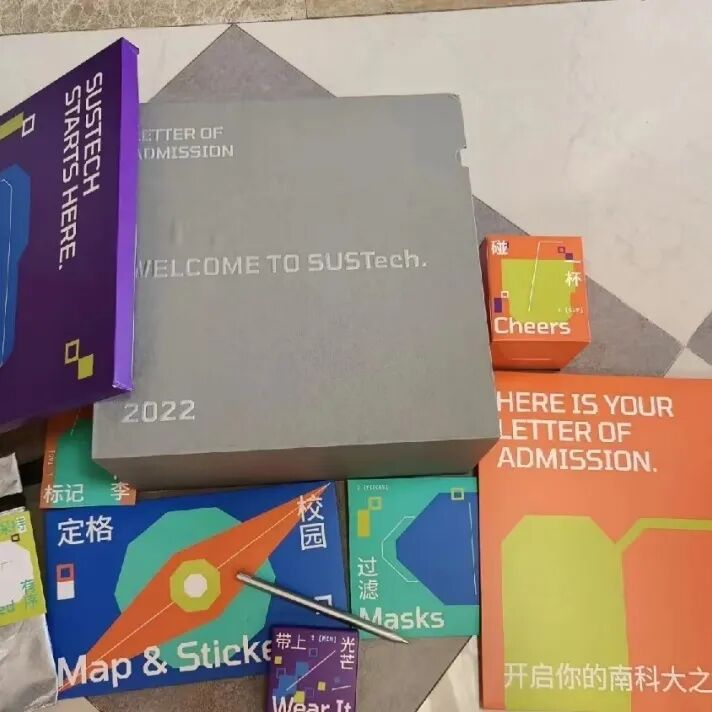 SUSTECH
STARTS HERE.
LETTER OF
ADMISSION
WELCOME TO SUSTech.
2022
碰
杯
Cheers
HERE IS YOUR
LETTER OF
ADMISSION.
开启你的南科大之
标记
李
定格
校园
Map & Sticke
过滤
Masks
带上
光芒
Wear It